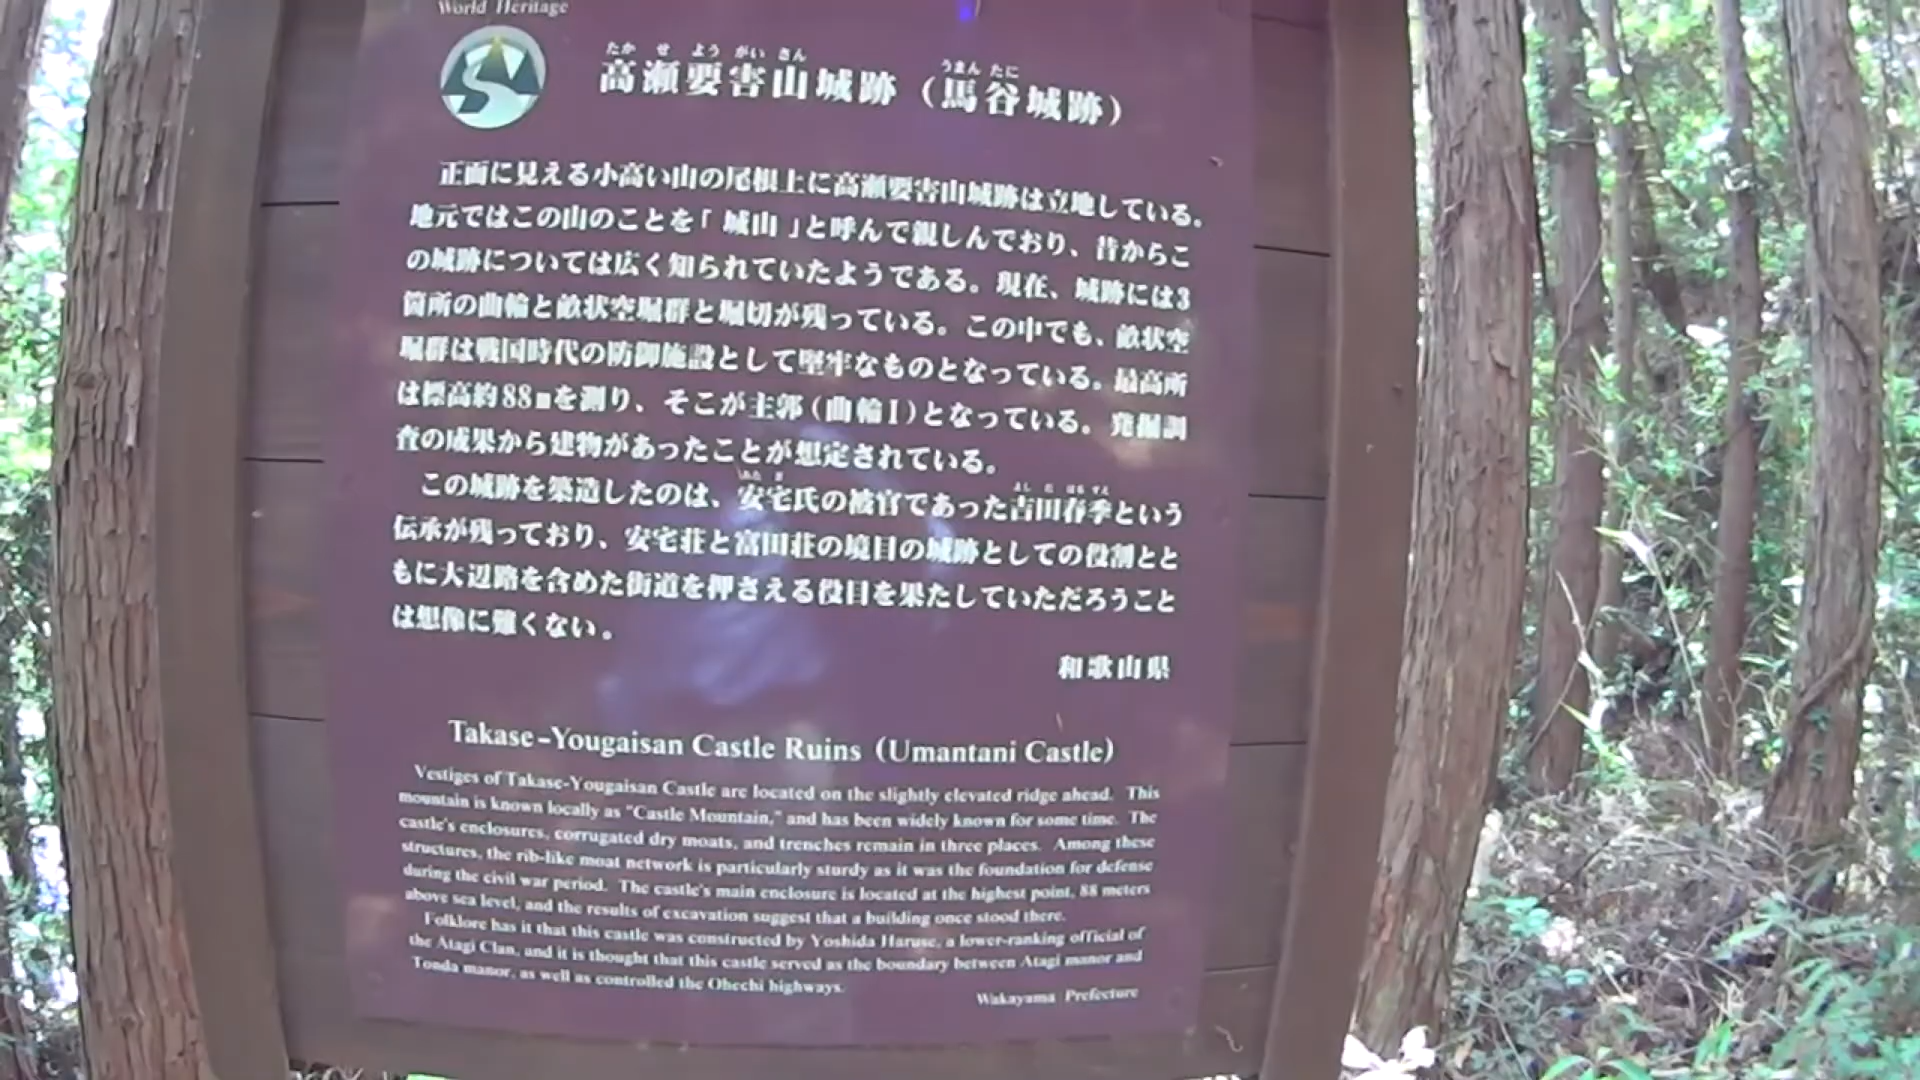 World Heritage
たか せ よう がい さん
うまん たに
高瀬要害山城跡(馬谷城跡)
正面に見える小高い山の尾根上に高瀬要害山城跡は立地している。
地元ではこの山のことを「城山」と呼んで親しんでおり、昔からこ
の城跡については広く知られていたようである。現在、城跡には3
箇所の曲輪と畝状空堀群と堀切が残っている。この中でも、畝状空
堀群は戦国時代の防御施設として堅牢なものとなっている。最高所
は標高約88mを測り、そこが主郭(曲輪I)となっている。発掘調
査の成果から建物があったことが想定されている。
この城跡を築造したのは、安宅氏の被官であった吉田春季という
伝承が残っており、安宅荘と富田荘の境目の城跡としての役割とと
もに大辺路を含めた街道を押さえる役目を果たしていただろうこと
は想像に難くない。
和歌山県
Takase-Yougaisan Castle Ruins (Umantani Castle)
Vestiges of Takase-Yougaisan Castle are located on the slightly elevated ridge ahead. This
mountain is known locally as "Castle Mountain," and has been widely known for some time. The
castle's enclosures, corrugated dry moats, and trenches remain in three places. Among these
structures, the rib-like moat network is particularly sturdy as it was the foundation for defense
during the civil war period. The castle's main enclosure is located at the highest point, 88 meters
above sea level, and the results of excavation suggest that a building once stood there.
Folklore has it that this castle was constructed by Yoshida Haruse, a lower-ranking official of
the Atagi Clan, and it is thought that this castle served as the boundary between Atagi manor and
Tonda manor, as well as controlled the Ohechi highways.
Wakayama Prefecture